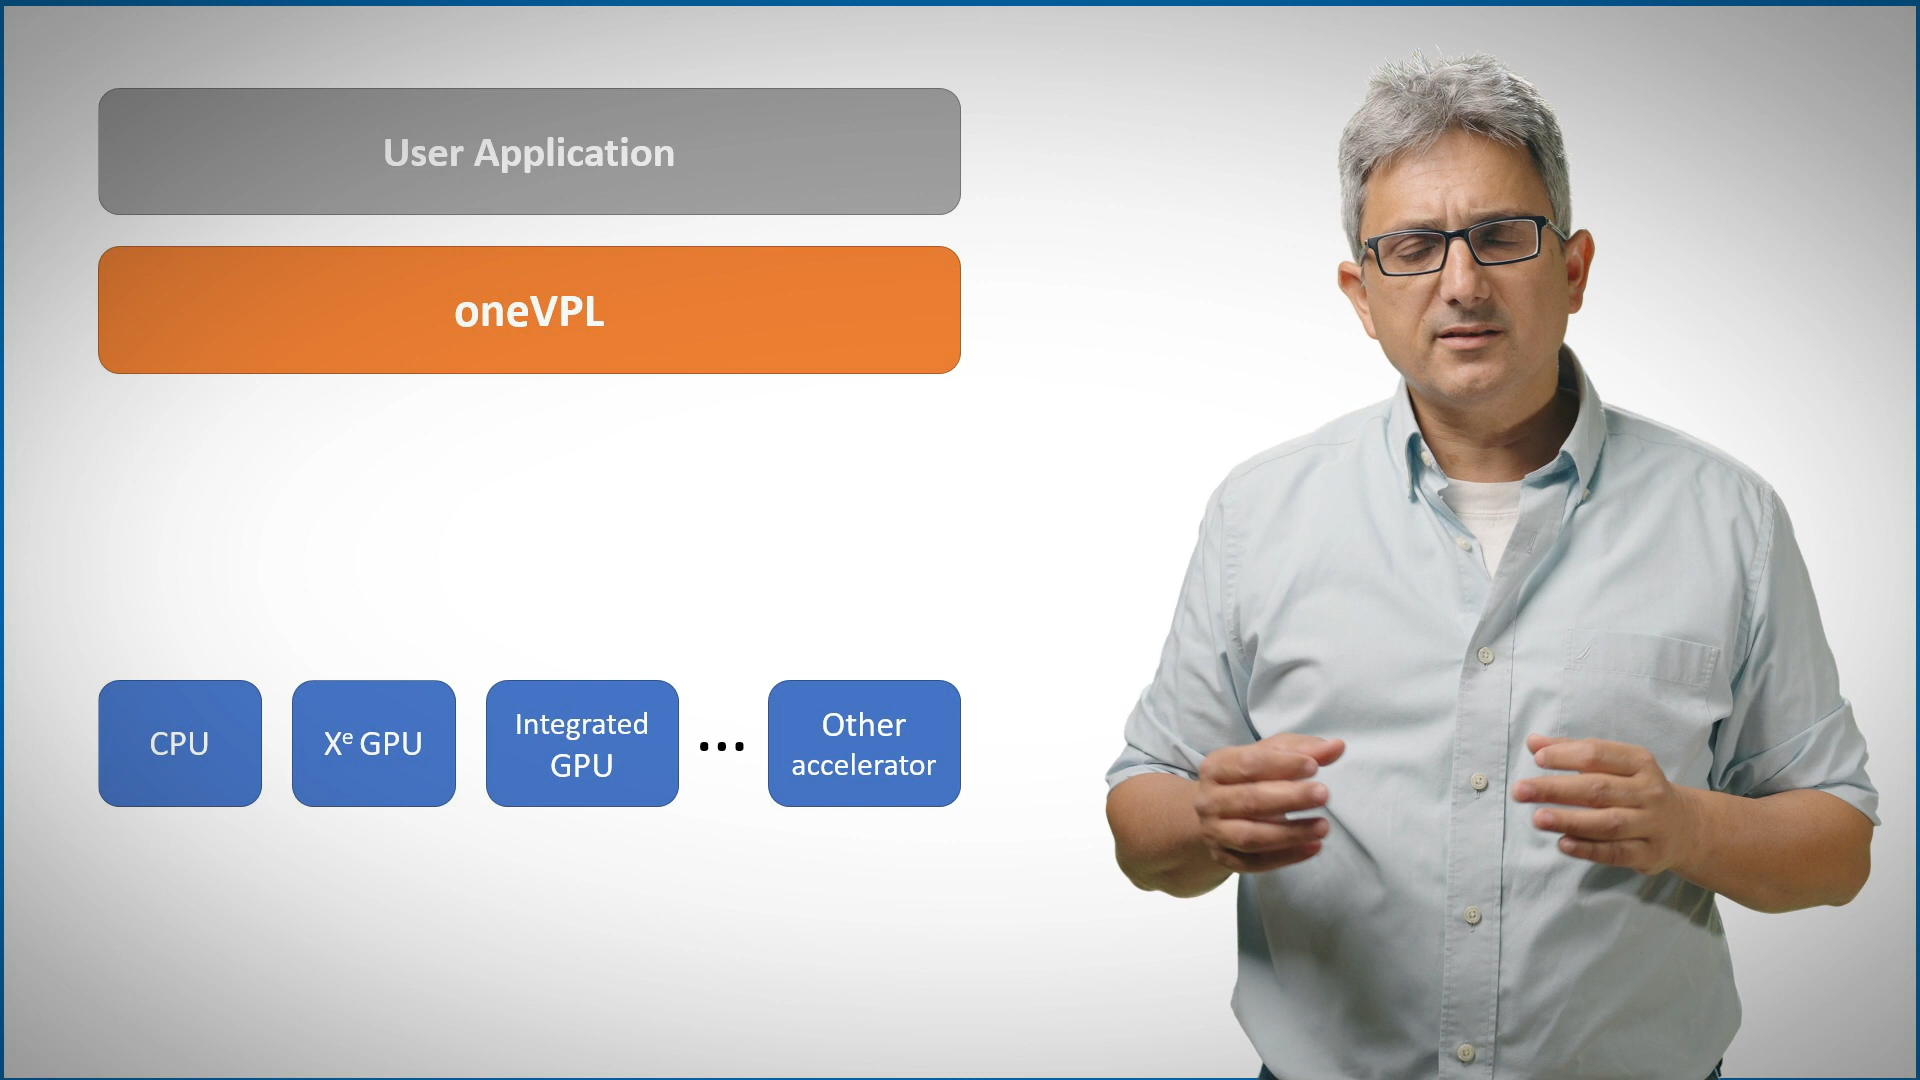 User Application
oneVPL
CPU
Xᵉ GPU
Integrated
GPU
...
Other
accelerator